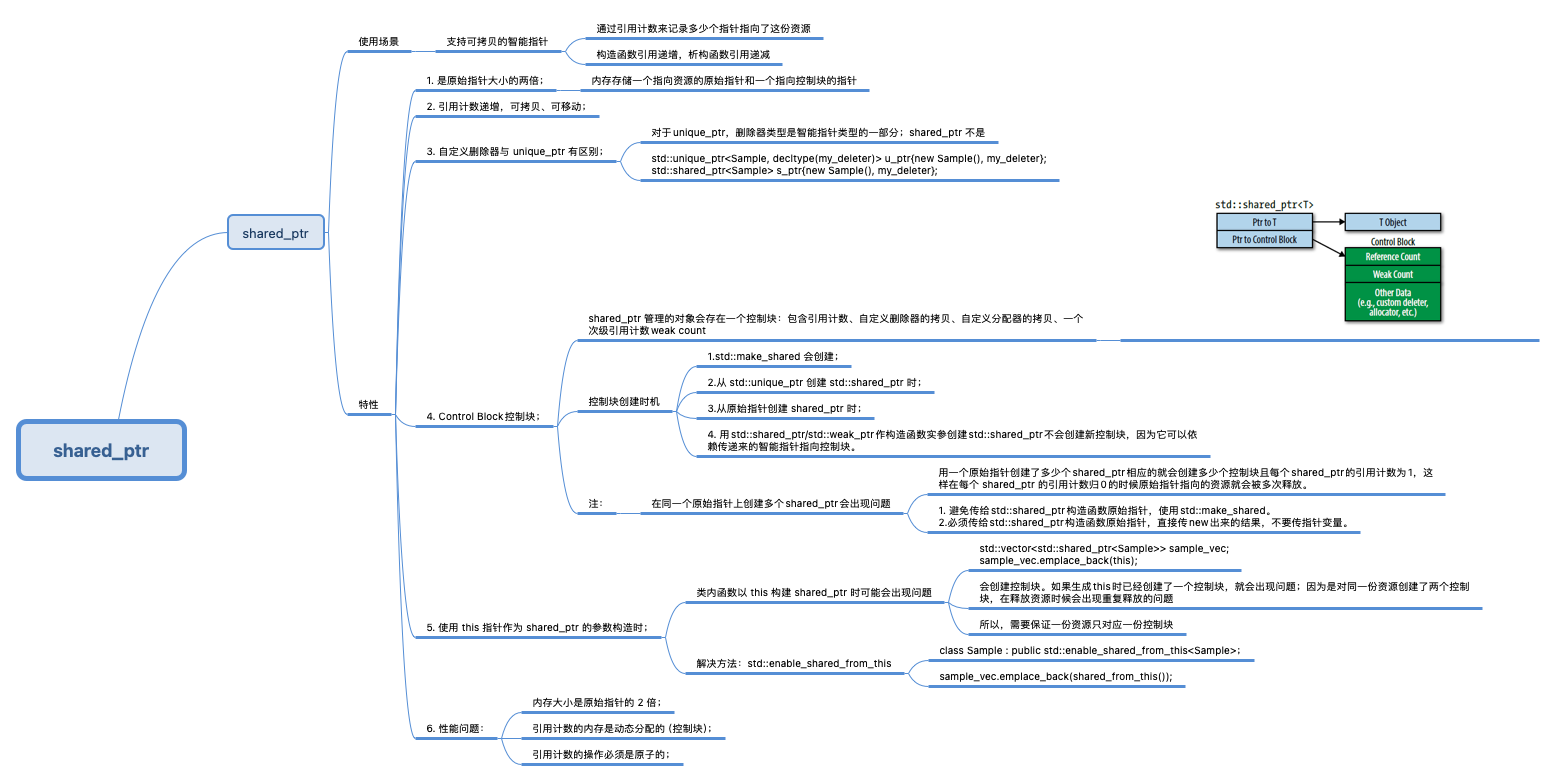 shared_ptr
shared_ptr
使用场景
支持可拷贝的智能指针
通过引用计数来记录多少个指针指向了这份资源
构造函数引用递增，析构函数引用递减
特性
1. 是原始指针大小的两倍；
内存存储一个指向资源的原始指针和一个指向控制块的指针
2. 引用计数递增，可拷贝、可移动；
3. 自定义删除器与 unique_ptr 有区别；
对于unique_ptr，删除器类型是智能指针类型的一部分；shared_ptr 不是
std::unique_ptr<Sample, decltype(my_deleter)> u_ptr{new Sample(), my_deleter};
std::shared_ptr<Sample> s_ptr{new Sample(), my_deleter};
4. Control Block控制块；
shared_ptr 管理的对象会存在一个控制块：包含引用计数、自定义删除器的拷贝、自定义分配器的拷贝、一个
次级引用计数weak count
std::shared_ptr<T>
Ptr to T
Ptr to Control Block
T Object
Control Block
Reference Count
Weak Count
Other Data
(e.g., custom deleter,
allocator, etc.)
控制块创建时机
1.std::make_shared 会创建；
2.从 std::unique_ptr 创建 std::shared_ptr 时；
3.从原始指针创建 shared_ptr 时；
4. 用std::shared_ptr/std::weak_ptr作构造函数实参创建std::shared_ptr不会创建新控制块，因为它可以依
赖传递来的智能指针指向控制块。
注：
在同一个原始指针上创建多个shared_ptr会出现问题
用一个原始指针创建了多少个shared_ptr相应的就会创建多少个控制块且每个shared_ptr的引用计数为1，这
样在每个 shared_ptr 的引用计数归0的时候原始指针指向的资源就会被多次释放。
1. 避免传给std::shared_ptr构造函数原始指针，使用std::make_shared。
2.必须传给std::shared_ptr构造函数原始指针，直接传new出来的结果，不要传指针变量。
5. 使用 this 指针作为 shared_ptr 的参数构造时；
类内函数以 this 构建 shared_ptr 时可能会出现问题
std::vector<std::shared_ptr<Sample>> sample_vec;
sample_vec.emplace_back(this);
会创建控制块。如果生成this时已经创建了一个控制块，就会出现问题；因为是对同一份资源创建了两个控制
块，在释放资源时候会出现重复释放的问题
所以，需要保证一份资源只对应一份控制块
解决方法：std::enable_shared_from_this
class Sample : public std::enable_shared_from_this<Sample>;
sample_vec.emplace_back(shared_from_this());
6. 性能问题：
内存大小是原始指针的 2 倍；
引用计数的内存是动态分配的 (控制块)；
引用计数的操作必须是原子的；